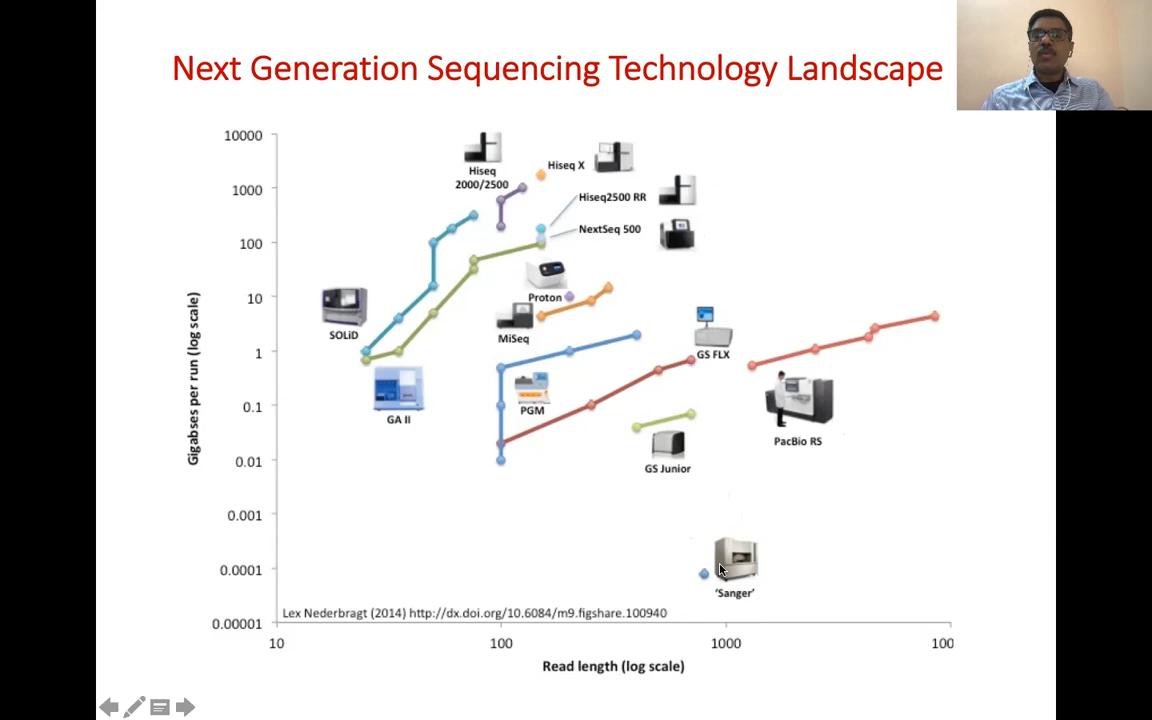 Next Generation Sequencing Technology Landscape
10000
1000
100
10
1
0.1
0.01
0.001
0.0001
0.00001
Gigabses per run (log scale)
Hiseq
2000/2500
Hiseq X
Hiseq2500 RR
NextSeq 500
SOLiD
Proton
MiSeq
GS FLX
GA II
PGM
PacBio RS
GS Junior
'Sanger'
Lex Nederbragt (2014) http://dx.doi.org/10.6084/m9.figshare.100940
10
100
1000
100
Read length (log scale)